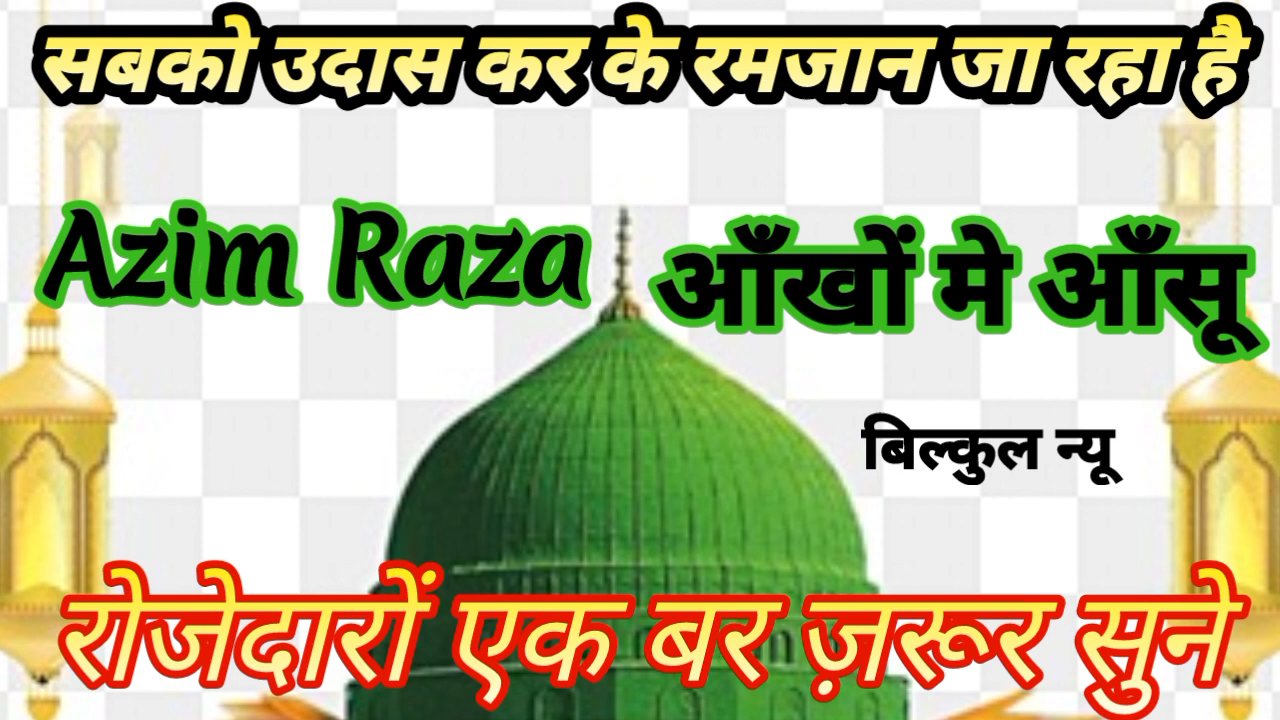 सबको उदास कर के रमजान जा रहा है
Azim Raza
आँखों मे आँसू
बिल्कुल न्यू
रोजेदारों एक बर ज़रूर सुने